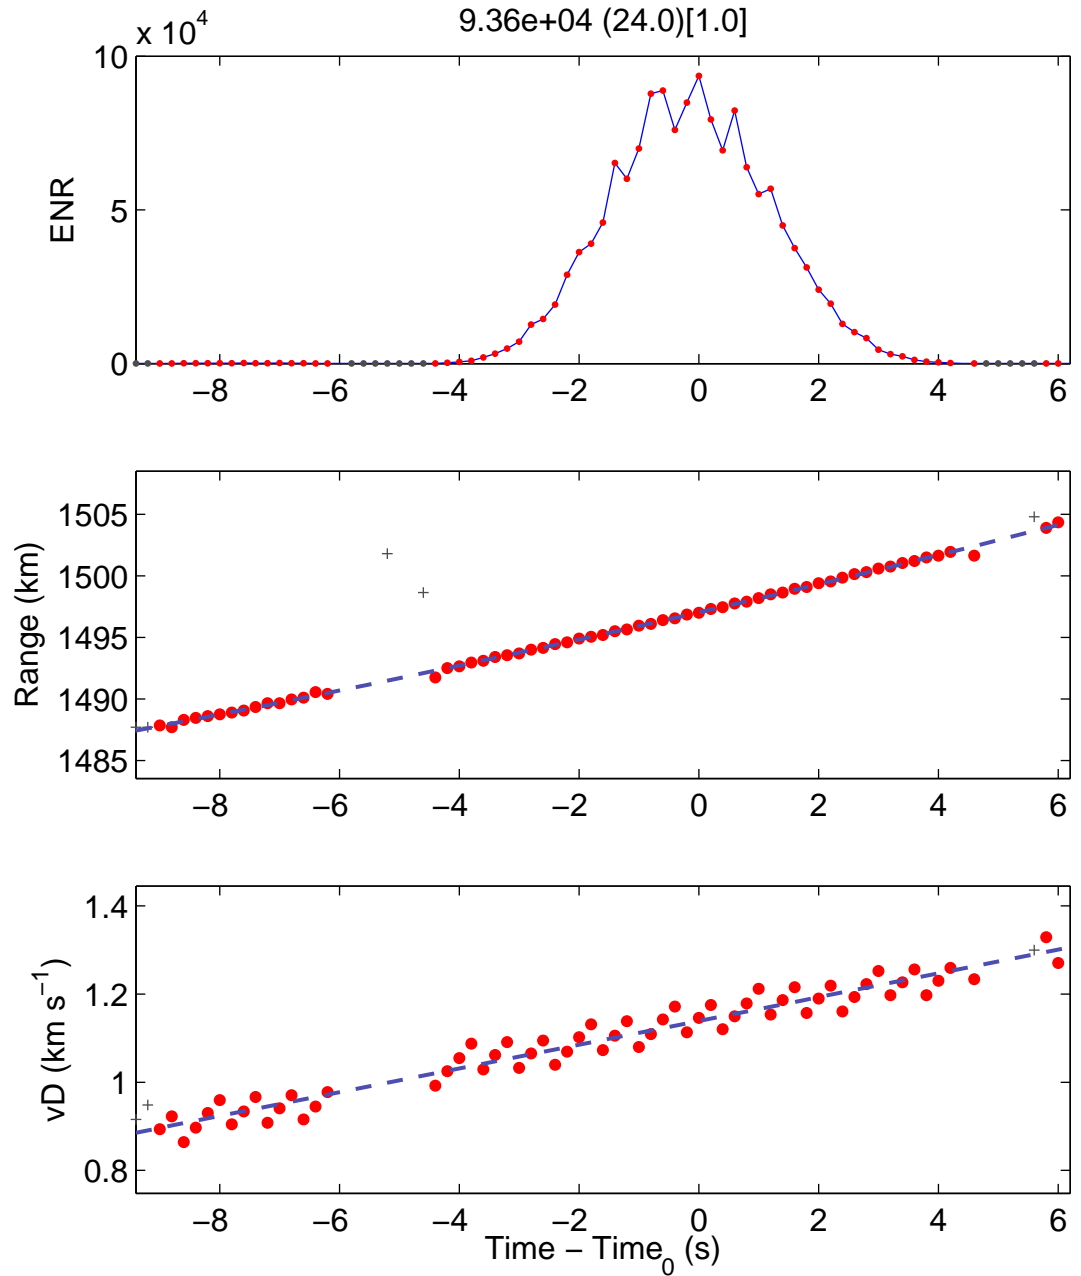 9.36e+04 (24.0)[1.0]
x 10^4
10
5
0
ENR
−8 −6 −4 −2 0 2 4 6
1505
1500
1495
1490
1485
Range (km)
−8 −6 −4 −2 0 2 4 6
1.4
1.2
1
0.8
vD (km s^−1)
−8 −6 −4 −2 0 2 4 6
Time − Time_0 (s)